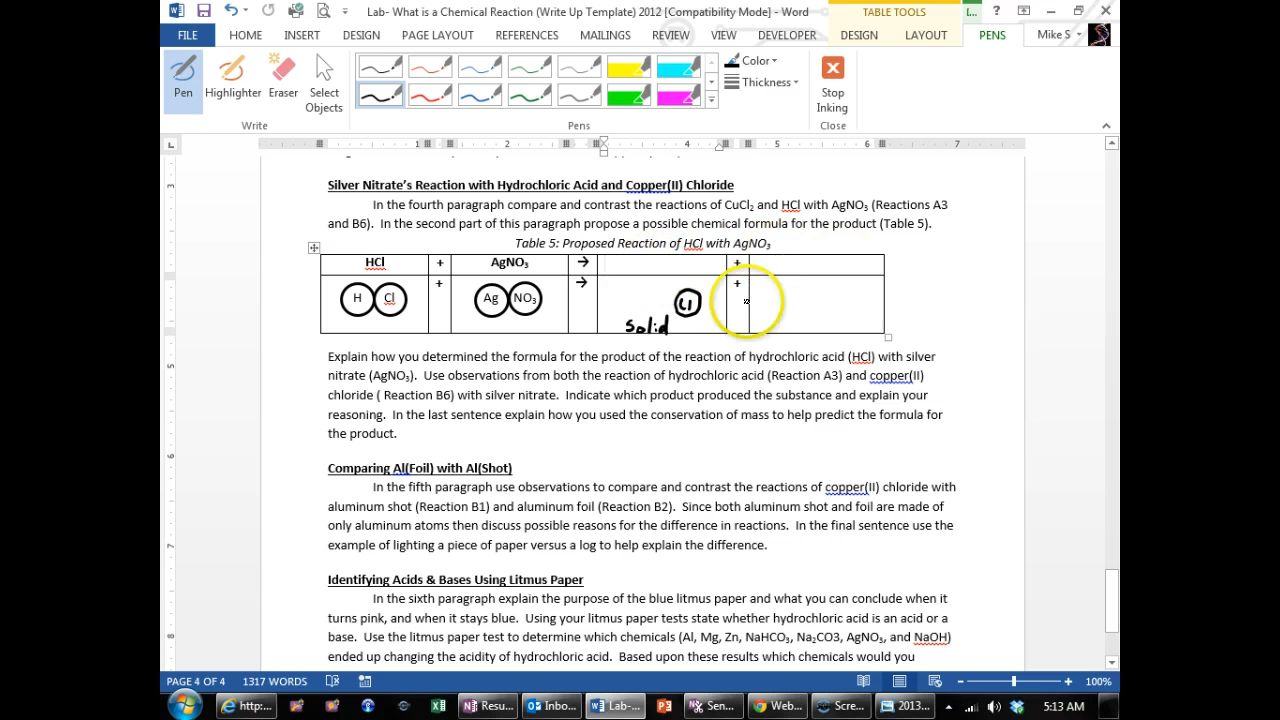 Lab- What is a Chemical Reaction (Write Up Template) 2012 [Compatibility Mode] - Word
TABLE TOOLS
FILE HOME INSERT DESIGN PAGE LAYOUT REFERENCES MAILINGS REVIEW VIEW DEVELOPER DESIGN LAYOUT PENS Mike S
Pen Highlighter Eraser Select Objects
Color
Thickness
Stop Inking
Write Pens Close
1 2 3 4 5 6 7
Silver Nitrate's Reaction with Hydrochloric Acid and Copper(II) Chloride
In the fourth paragraph compare and contrast the reactions of CuCl₂ and HCl with AgNO₃ (Reactions A3
and B6). In the second part of this paragraph propose a possible chemical formula for the product (Table 5).
Table 5: Proposed Reaction of HCl with AgNO₃
HCl + AgNO₃ → +
H Cl + Ag NO₃ → Cl +
solid
Explain how you determined the formula for the product of the reaction of hydrochloric acid (HCl) with silver
nitrate (AgNO₃). Use observations from both the reaction of hydrochloric acid (Reaction A3) and copper(II)
chloride ( Reaction B6) with silver nitrate. Indicate which product produced the substance and explain your
reasoning. In the last sentence explain how you used the conservation of mass to help predict the formula for
the product.
Comparing Al(Foil) with Al(Shot)
In the fifth paragraph use observations to compare and contrast the reactions of copper(II) chloride with
aluminum shot (Reaction B1) and aluminum foil (Reaction B2). Since both aluminum shot and foil are made of
only aluminum atoms then discuss possible reasons for the difference in reactions. In the final sentence use the
example of lighting a piece of paper versus a log to help explain the difference.
Identifying Acids & Bases Using Litmus Paper
In the sixth paragraph explain the purpose of the blue litmus paper and what you can conclude when it
turns pink, and when it stays blue. Using your litmus paper tests state whether hydrochloric acid is an acid or a
base. Use the litmus paper test to determine which chemicals (Al, Mg, Zn, NaHCO₃, Na₂CO3, AgNO₃, and NaOH)
ended up changing the acidity of hydrochloric acid. Based upon these results which chemicals would you
PAGE 4 OF 4 1317 WORDS 100%
http:... Resu... Inbo... Lab-... Sen... Web... Scre... 2013... 5:13 AM